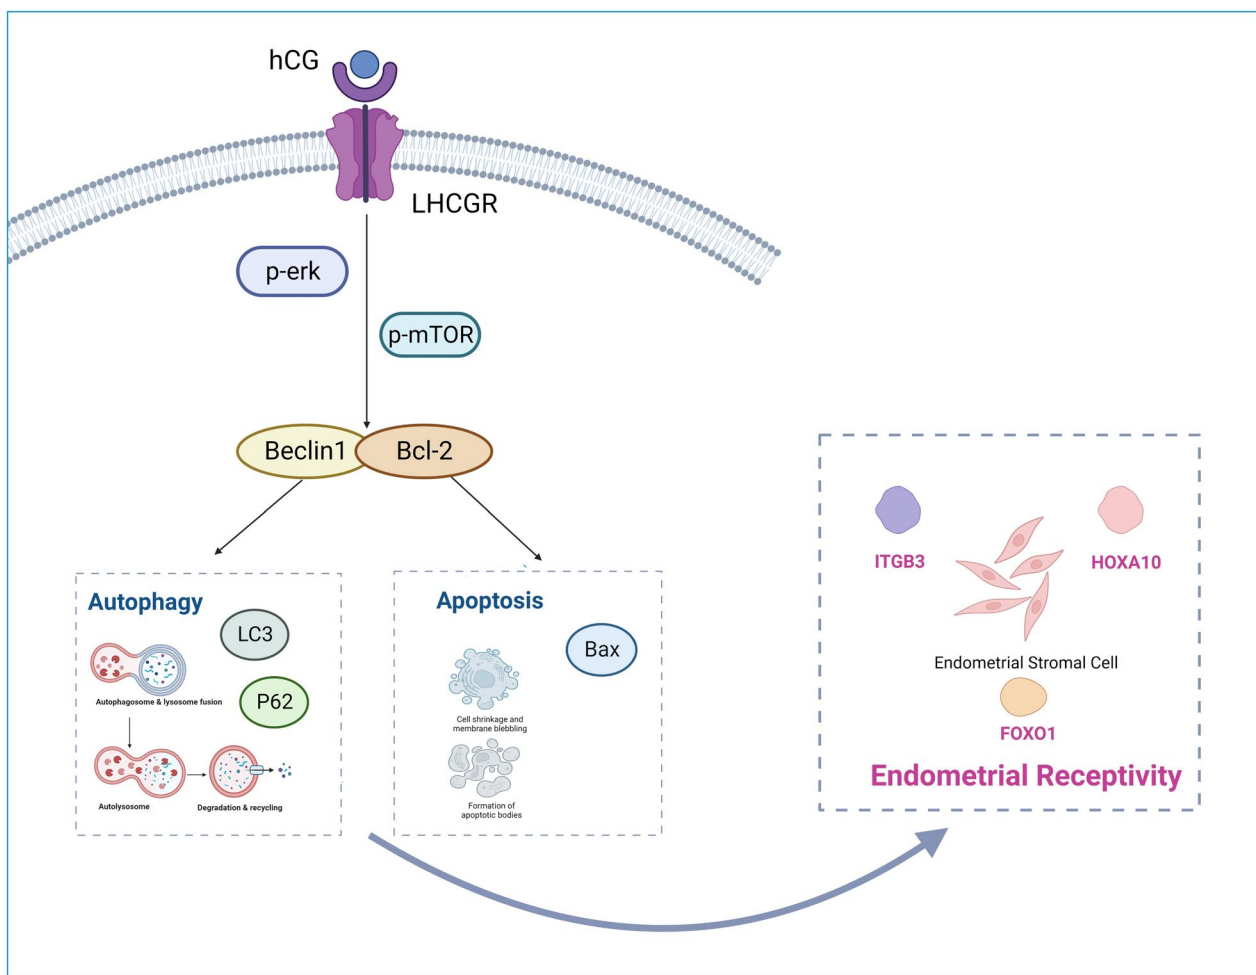 hCG
LHCGR
p-erk
p-mTOR
Beclin1
Bcl-2
Autophagy
LC3
P62
Autophagosome & lysosome fusion
Autolysosome
Degradation & recycling
Apoptosis
Bax
Cell shrinkage and
membrane blebbling
Formation of
apoptotic bodies
ITGB3
HOXA10
Endometrial Stromal Cell
FOXO1
Endometrial Receptivity